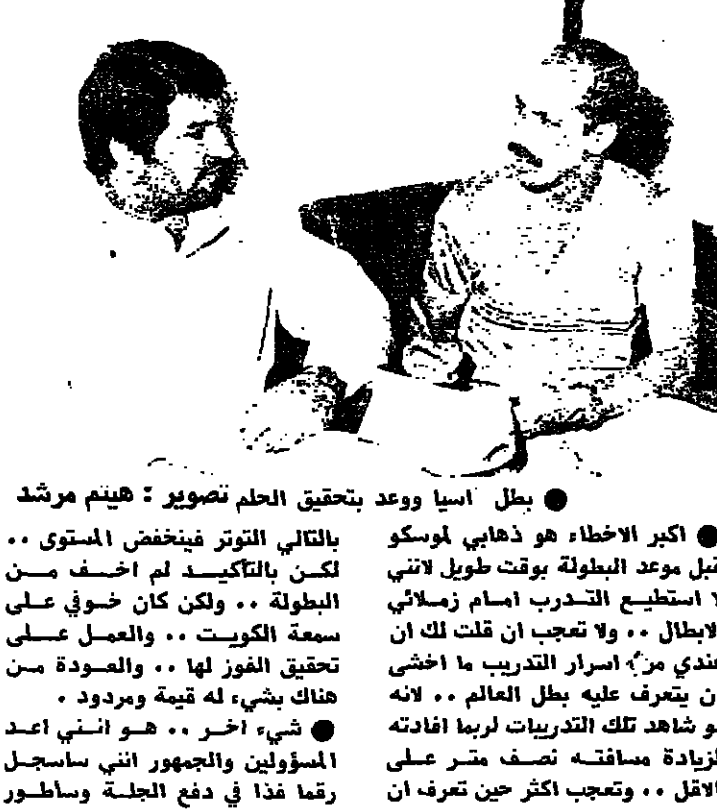 ● بطل اسيا ووعد بتحقيق الحلم تصوير : هيثم مرشد
● اكبر الاخطاء هو ذهابي لموسكو
قبل موعد البطولة بوقت طويل لانني
لا استطيع التدرب امام زملائي
الابطال .. ولا تعجب ان قلت لك ان
عندي من اسرار التدريب ما اخشى
ان يتعرف عليه بطل العالم .. لانه
لو شاهد تلك التدريبات لربما افادته
لزيادة مسافته نصف متر على
الاقل .. وتعجب اكثر حين تعرف ان
بالتالي التوتر فينخفض المستوى ..
لكن بالتأكيد لم اخف من
البطولة .. ولكن كان خوفي على
سمعة الكويت .. والعمل على
تحقيق الفوز لها .. والعودة من
هناك بشيء له قيمة ومردود .
● شيء اخر .. هو انني اعد
المسؤولين والجمهور انني ساسجل
رقما فذا في دفع الجلة وسأطور